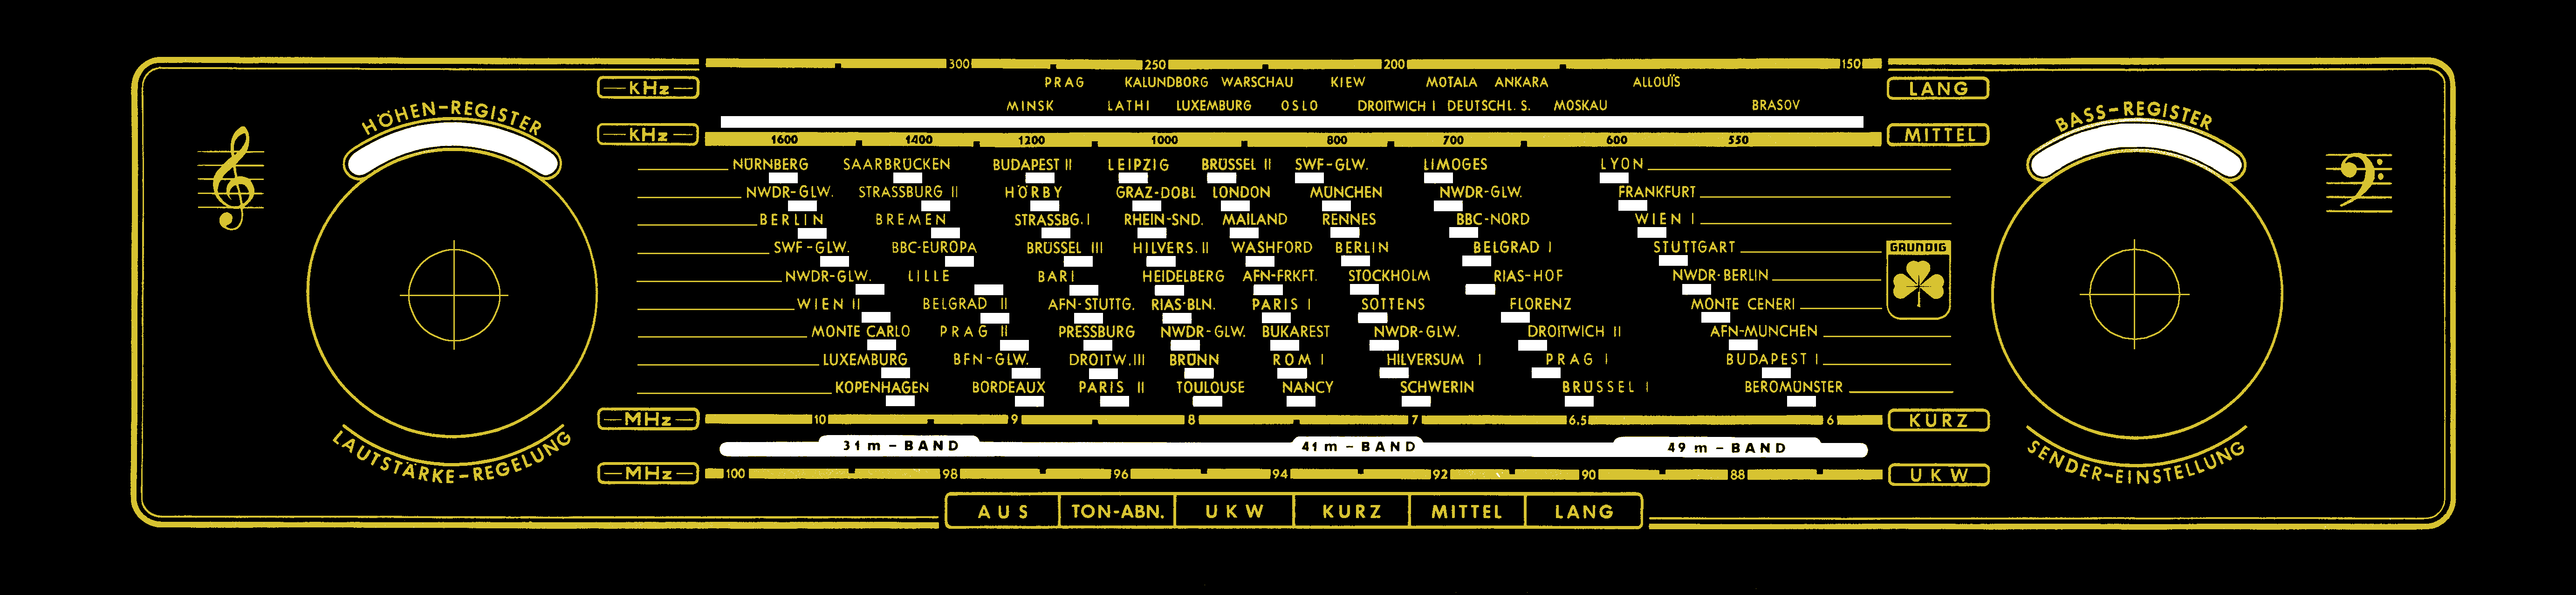 300 250 200 150
KHz PRAG KALUNDBORG WARSCHAU KIEW MOTALA ANKARA ALLOUÏS LANG
MINSK LATHI LUXEMBURG OSLO DROITWICH I DEUTSCHL. S. MOSKAU BRASOV
HÖHEN-REGISTER
BASS-REGISTER
KHz 1600 1400 1200 1000 800 700 600 550 MITTEL
NÜRNBERG SAARBRÜCKEN BUDAPEST II LEIPZIG BRÜSSEL II SWF-GLW. LIMOGES LYON
NWDR-GLW. STRASSBURG II HÖRBY GRAZ-DOBL LONDON MÜNCHEN NWDR-GLW. FRANKFURT
BERLIN BREMEN STRASSBG. I RHEIN-SND. MAILAND RENNES BBC-NORD WIEN I
SWF-GLW. BBC-EUROPA BRÜSSEL III HILVERS. II WASHFORD BERLIN BELGRAD I STUTTGART
GRUNDIG
NWDR-GLW. LILLE BARI HEIDELBERG AFN-FRKFT. STOCKHOLM RIAS-HOF NWDR-BERLIN
WIEN II BELGRAD II AFN-STUTTG. RIAS-BLN. PARIS I SOTTENS FLORENZ MONTE CENERI
MONTE CARLO PRAG II PRESSBURG NWDR-GLW. BUKAREST NWDR-GLW. DROITWICH II AFN-MÜNCHEN
LUXEMBURG BFN-GLW. DROITW. III BRÜNN ROM I HILVERSUM I PRAG I BUDAPEST I
KOPENHAGEN BORDEAUX PARIS II TOULOUSE NANCY SCHWERIN BRÜSSEL I BEROMÜNSTER
MHz 10 9 8 7 6.5 6 KURZ
31 m-BAND 41 m-BAND 49 m-BAND
LAUTSTÄRKE-REGELUNG
SENDER-EINSTELLUNG
MHz 100 98 96 94 92 90 88 UKW
AUS TON-ABN. UKW KURZ MITTEL LANG